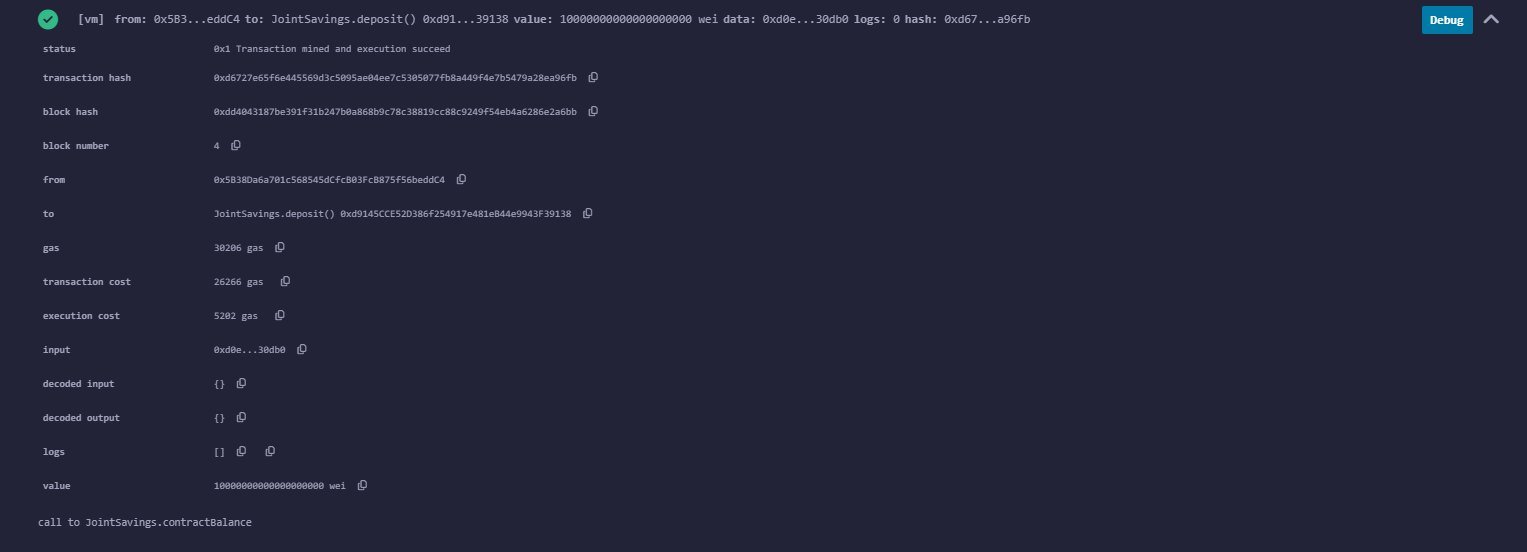 [vm] from: 0x5B3...eddC4 to: JointSavings.deposit() 0xd91...39138 value: 10000000000000000000 wei data: 0xd0e...30db0 logs: 0 hash: 0xd67...a96fb Debug
status 0x1 Transaction mined and execution succeed
transaction hash 0xd6727e65f6e445569d3c5095ae04ee7c5305077fb8a449f4e7b5479a28ea96fb
block hash 0xdd4043187be391f31b247b0a868b9c78c38819cc88c9249f54eb4a6286e2a6bb
block number 4
from 0x5B38Da6a701c568545dCfcB03FcB875f56beddC4
to JointSavings.deposit() 0xd9145CCE52D386f254917e481eB44e9943F39138
gas 30206 gas
transaction cost 26266 gas
execution cost 5202 gas
input 0xd0e...30db0
decoded input {}
decoded output {}
logs []
value 10000000000000000000 wei
call to JointSavings.contractBalance